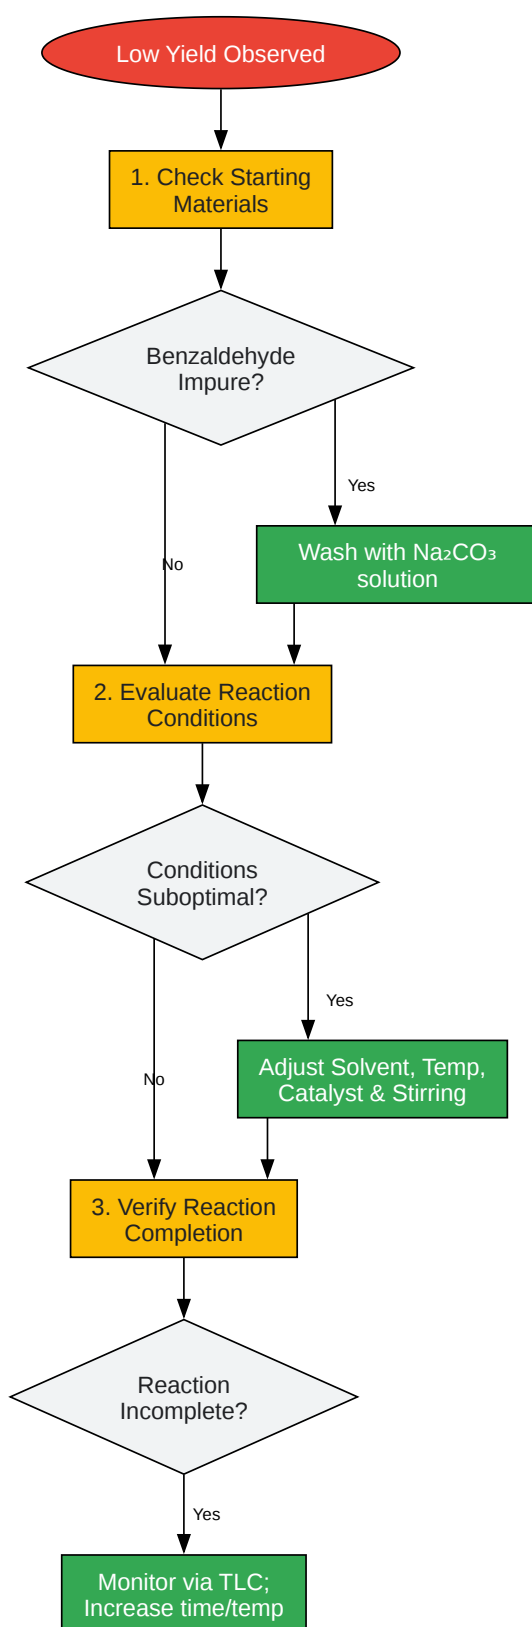 Low Yield Observed
1. Check Starting
Materials
Benzaldehyde
Impure?
Yes
Wash with Na₂CO₃
solution
No
2. Evaluate Reaction
Conditions
Conditions
Suboptimal?
Yes
Adjust Solvent, Temp,
Catalyst & Stirring
No
3. Verify Reaction
Completion
Reaction
Incomplete?
Yes
Monitor via TLC;
Increase time/temp